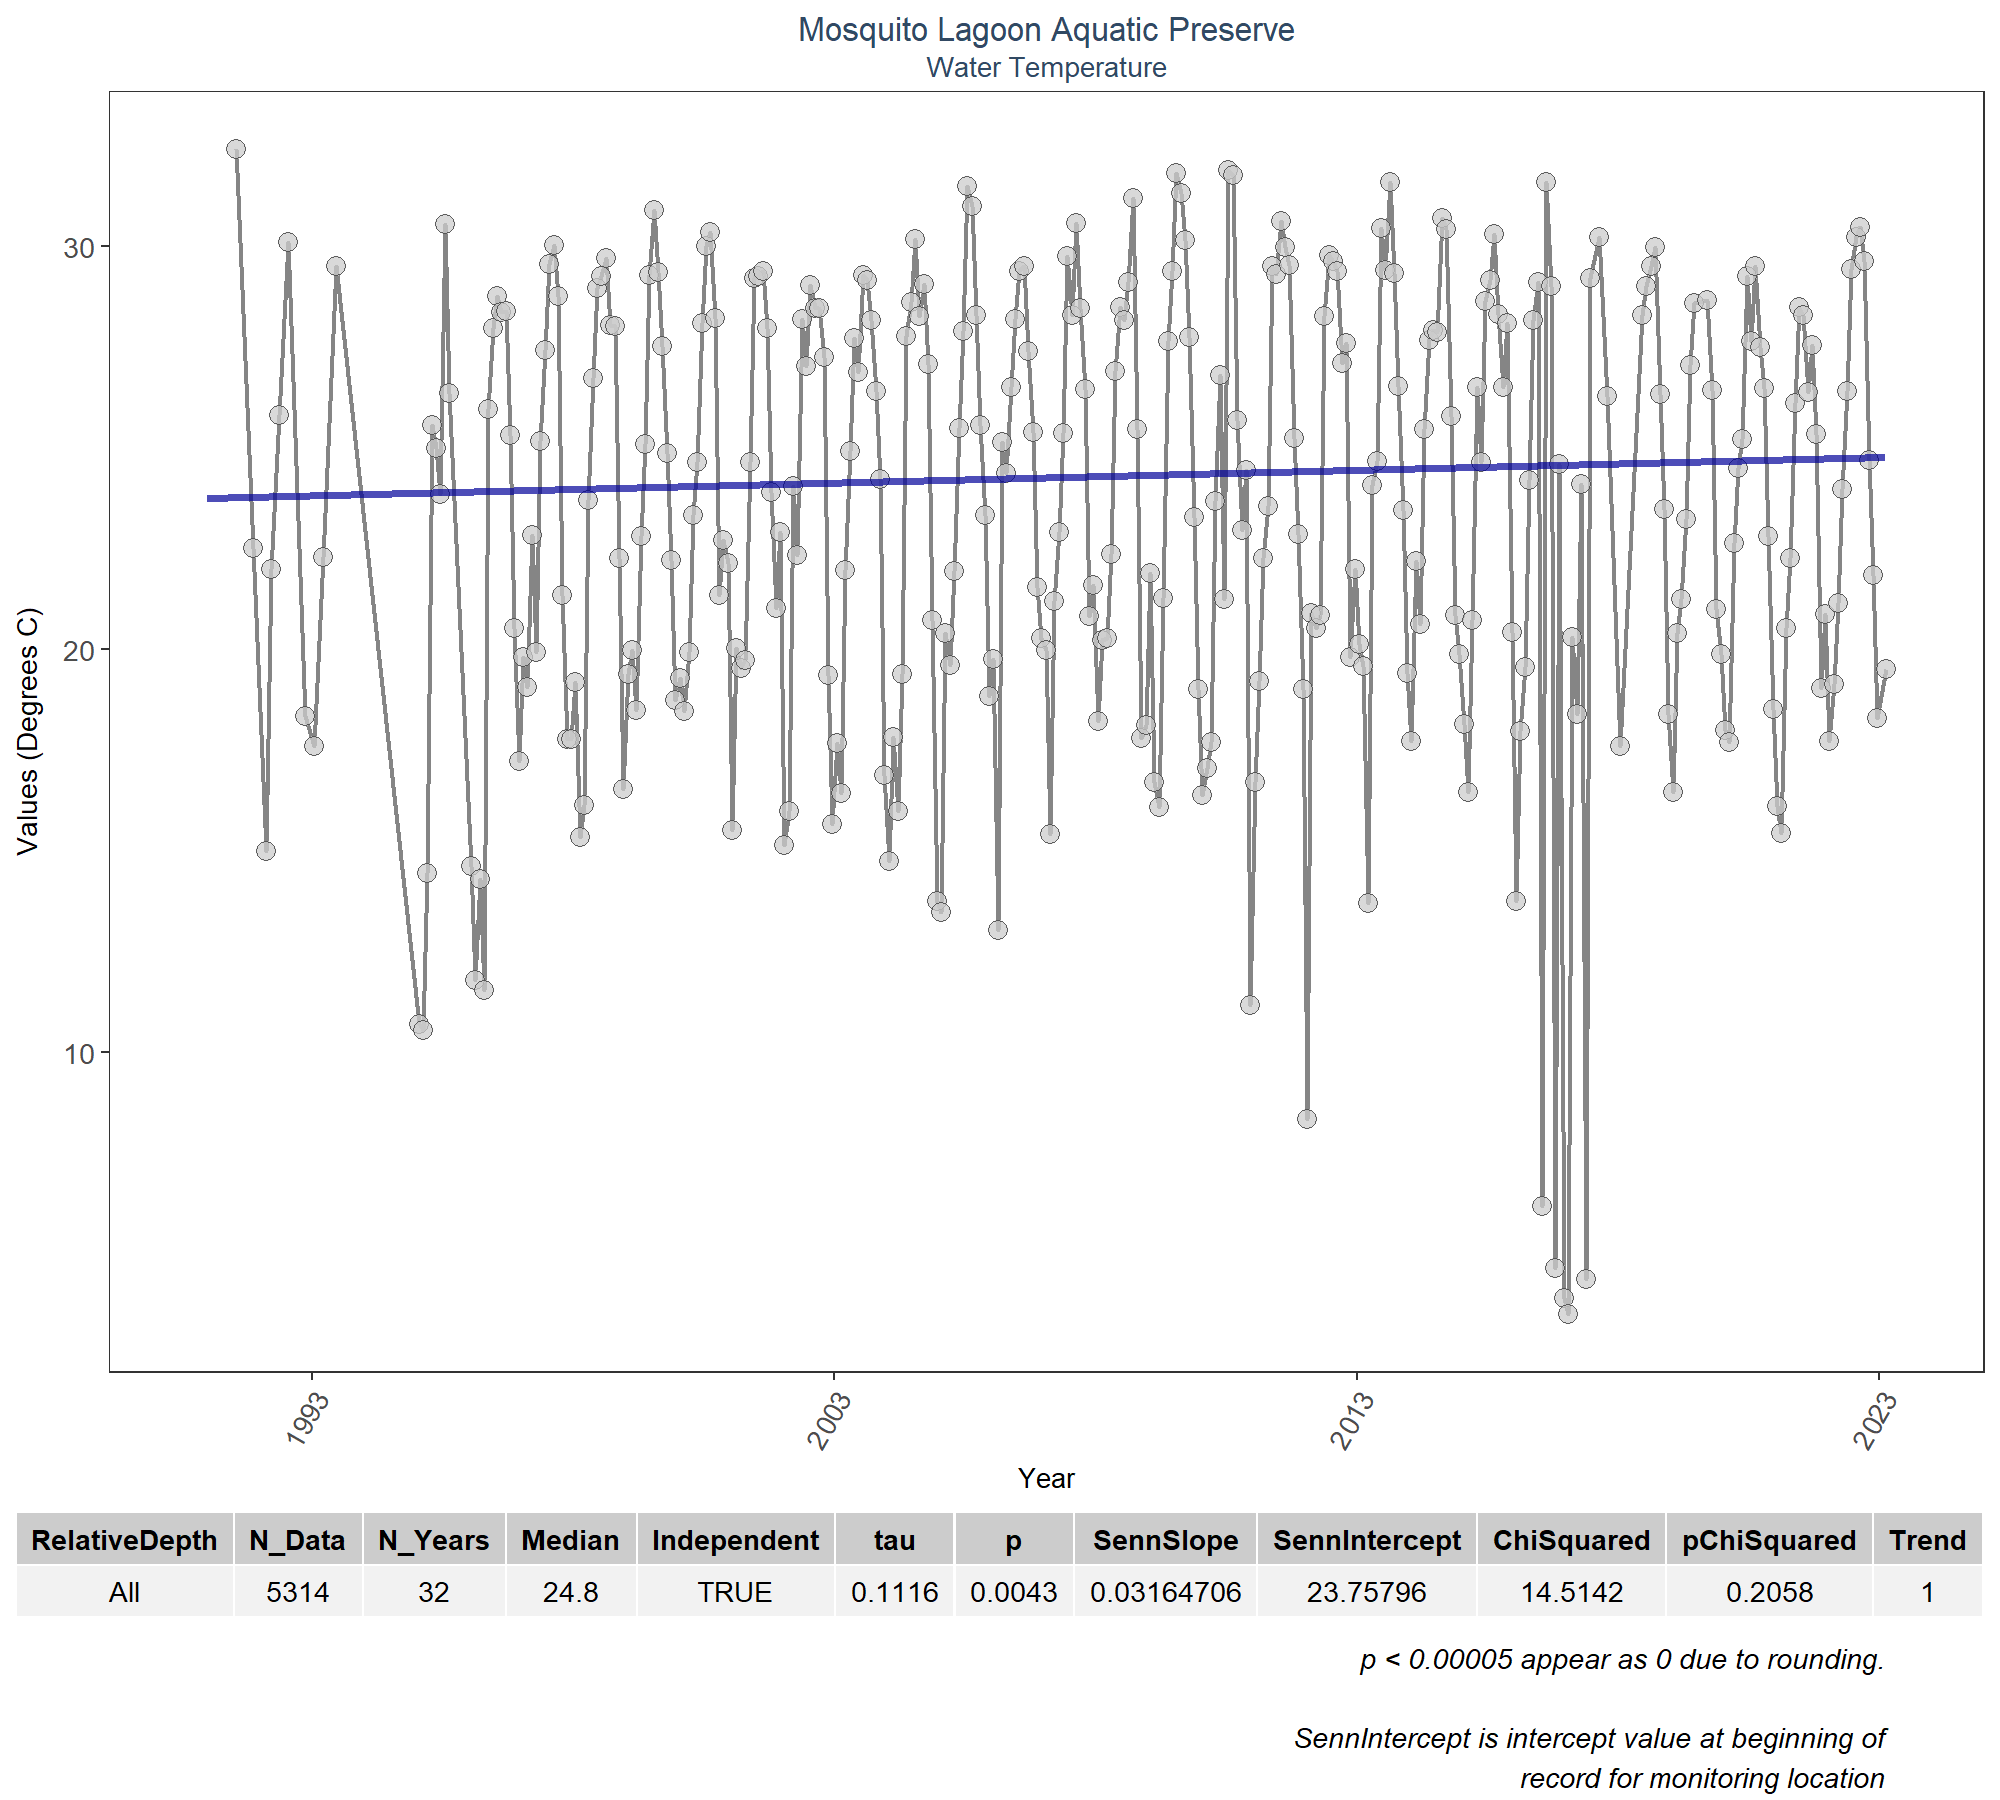 Mosquito Lagoon Aquatic Preserve
Water Temperature
Values (Degrees C)
30
20
10
1993
2003
2013
2023
Year
RelativeDepth N_Data N_Years Median Independent tau p SennSlope SennIntercept ChiSquared pChiSquared Trend
All 5314 32 24.8 TRUE 0.1116 0.0043 0.03164706 23.75796 14.5142 0.2058 1
p < 0.00005 appear as 0 due to rounding.
SennIntercept is intercept value at beginning of
record for monitoring location